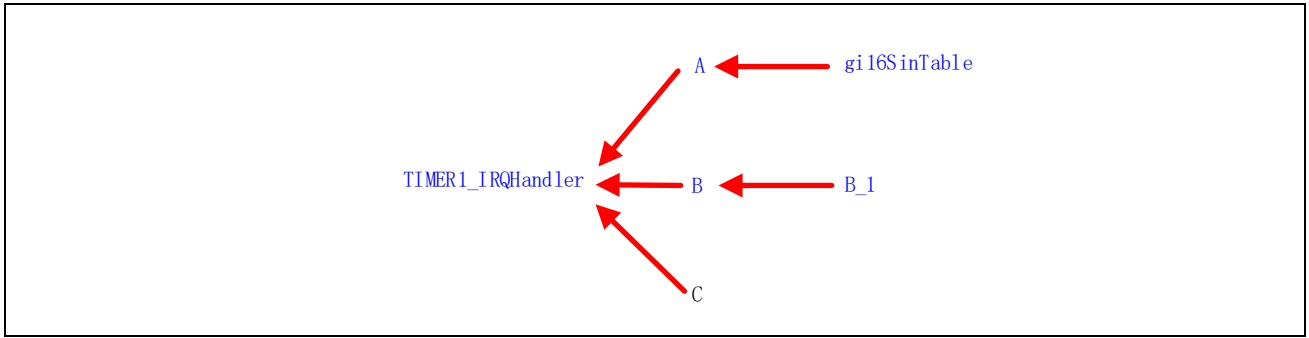 A
gi16SinTable
TIMER1_IRQHandler
B
B_1
C